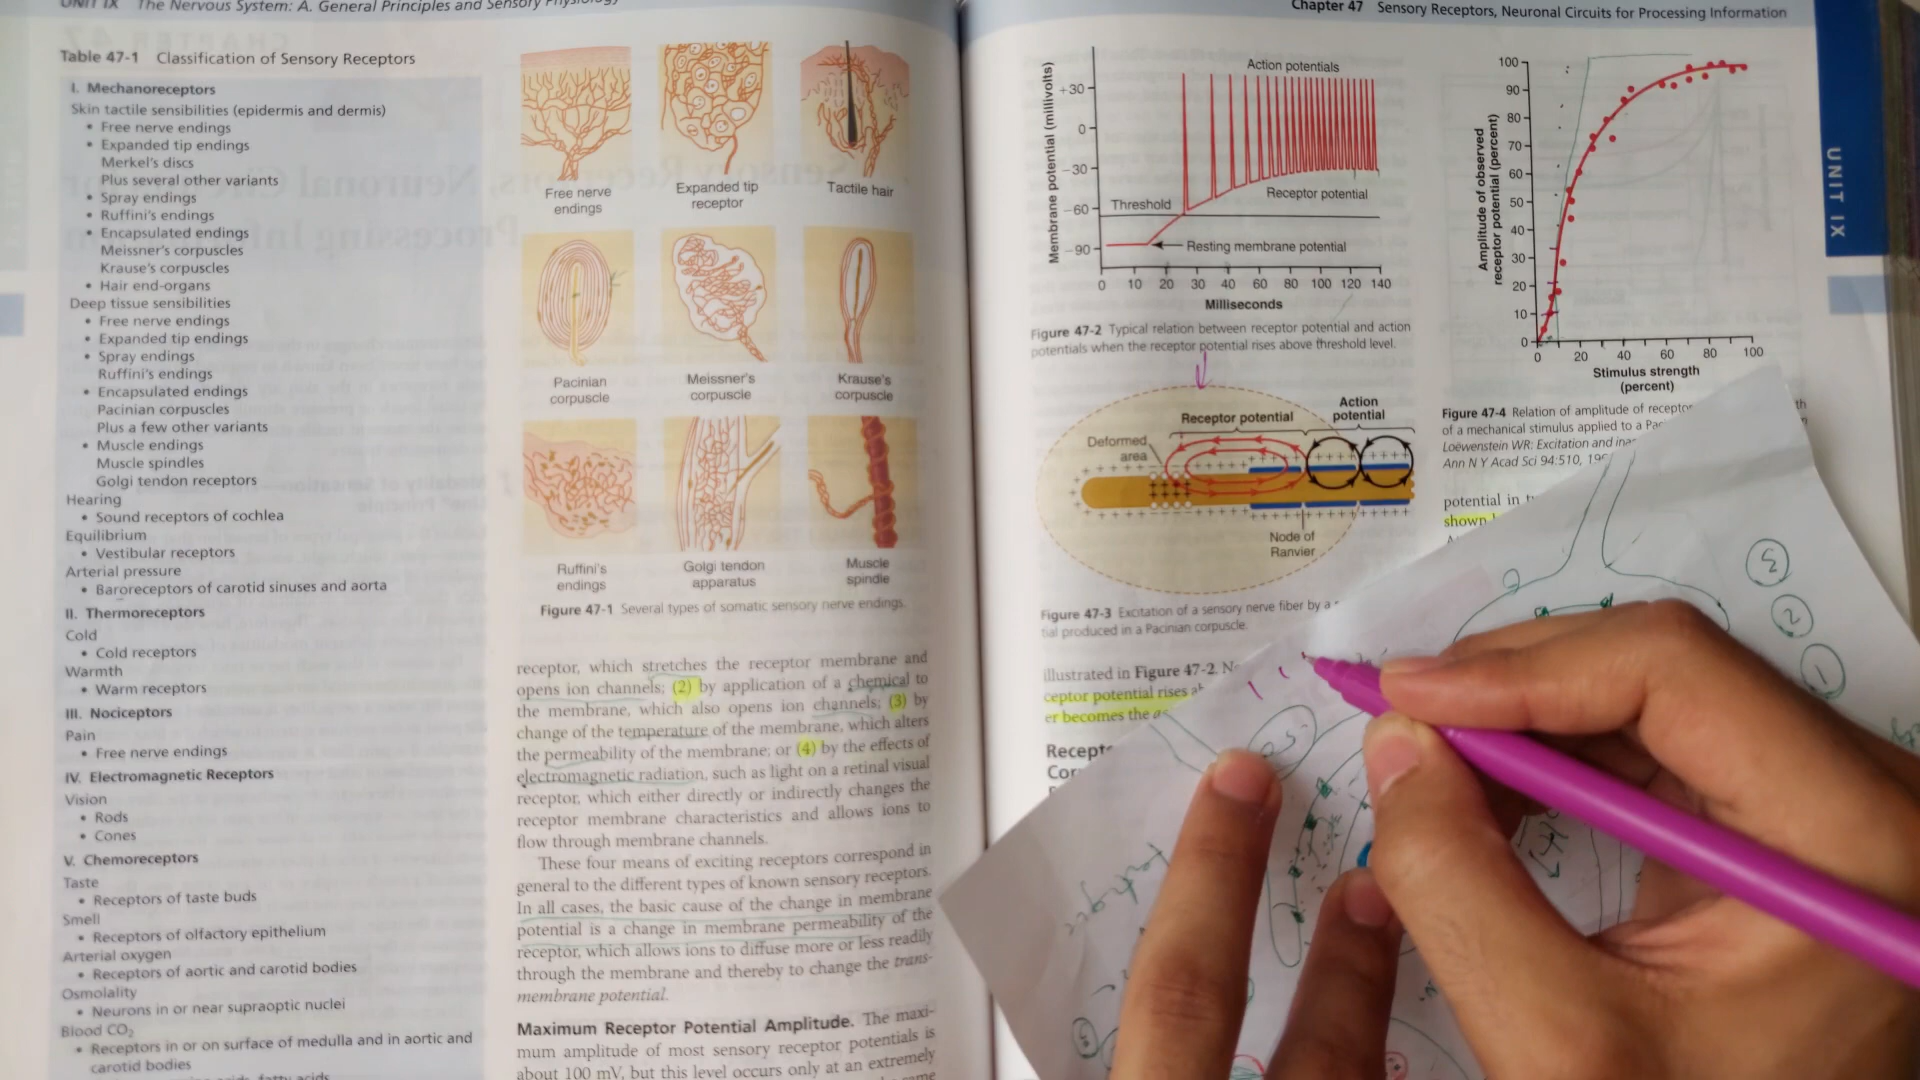 UNIT IX The Nervous System: A. General Principles and Sensory Physiology
Table 47-1 Classification of Sensory Receptors
I. Mechanoreceptors
Skin tactile sensibilities (epidermis and dermis)
• Free nerve endings
• Expanded tip endings
Merkel's discs
Plus several other variants
• Spray endings
• Ruffini's endings
• Encapsulated endings
Meissner's corpuscles
Krause's corpuscles
• Hair end-organs
Deep tissue sensibilities
• Free nerve endings
• Expanded tip endings
• Spray endings
Ruffini's endings
• Encapsulated endings
Pacinian corpuscles
Plus a few other variants
• Muscle endings
Muscle spindles
Golgi tendon receptors
Hearing
• Sound receptors of cochlea
Equilibrium
• Vestibular receptors
Arterial pressure
• Baroreceptors of carotid sinuses and aorta
II. Thermoreceptors
Cold
• Cold receptors
Warmth
• Warm receptors
III. Nociceptors
Pain
• Free nerve endings
IV. Electromagnetic Receptors
Vision
• Rods
• Cones
V. Chemoreceptors
Taste
• Receptors of taste buds
Smell
• Receptors of olfactory epithelium
Arterial oxygen
• Receptors of aortic and carotid bodies
Osmolality
• Neurons in or near supraoptic nuclei
Blood CO₂
• Receptors in or on surface of medulla and in aortic and
carotid bodies
Free nerve
endings
Expanded tip
receptor
Tactile hair
Pacinian
corpuscle
Meissner's
corpuscle
Krause's
corpuscle
Ruffini's
endings
Golgi tendon
apparatus
Muscle
spindle
Figure 47-1 Several types of somatic sensory nerve endings.
receptor, which stretches the receptor membrane and
opens ion channels; (2) by application of a chemical to
the membrane, which also opens ion channels; (3) by
change of the temperature of the membrane, which alters
the permeability of the membrane; or (4) by the effects of
electromagnetic radiation, such as light on a retinal visual
receptor, which either directly or indirectly changes the
receptor membrane characteristics and allows ions to
flow through membrane channels.
These four means of exciting receptors correspond in
general to the different types of known sensory receptors.
In all cases, the basic cause of the change in membrane
potential is a change in membrane permeability of the
receptor, which allows ions to diffuse more or less readily
through the membrane and thereby to change the trans-
membrane potential.
Maximum Receptor Potential Amplitude. The maxi-
mum amplitude of most sensory receptor potentials is
about 100 mV, but this level occurs only at an extremely
Chapter 47 Sensory Receptors, Neuronal Circuits for Processing Information
UNIT IX
Membrane potential (millivolts)
+30
0
-30
-60
-90
Action potentials
Receptor potential
Threshold
Resting membrane potential
0 10 20 30 40 60 80 100 120 140
Milliseconds
Figure 47-2 Typical relation between receptor potential and action
potentials when the receptor potential rises above threshold level.
Receptor potential
Action
potential
Deformed
area
Node of
Ranvier
Figure 47-3 Excitation of a sensory nerve fiber by a
tial produced in a Pacinian corpuscle.
illustrated in Figure 47-2.
ceptor potential rises
er becomes the
Amplitude of observed
receptor potential (percent)
100
90
80
70
60
50
40
30
20
10
0
0 20 40 60 80 100
Stimulus strength
(percent)
Figure 47-4 Relation of amplitude of
of a mechanical stimulus applied to a
Loëwenstein WR: Excitation and
Ann N Y Acad Sci 94:510,
potential in
shown
3
2
1